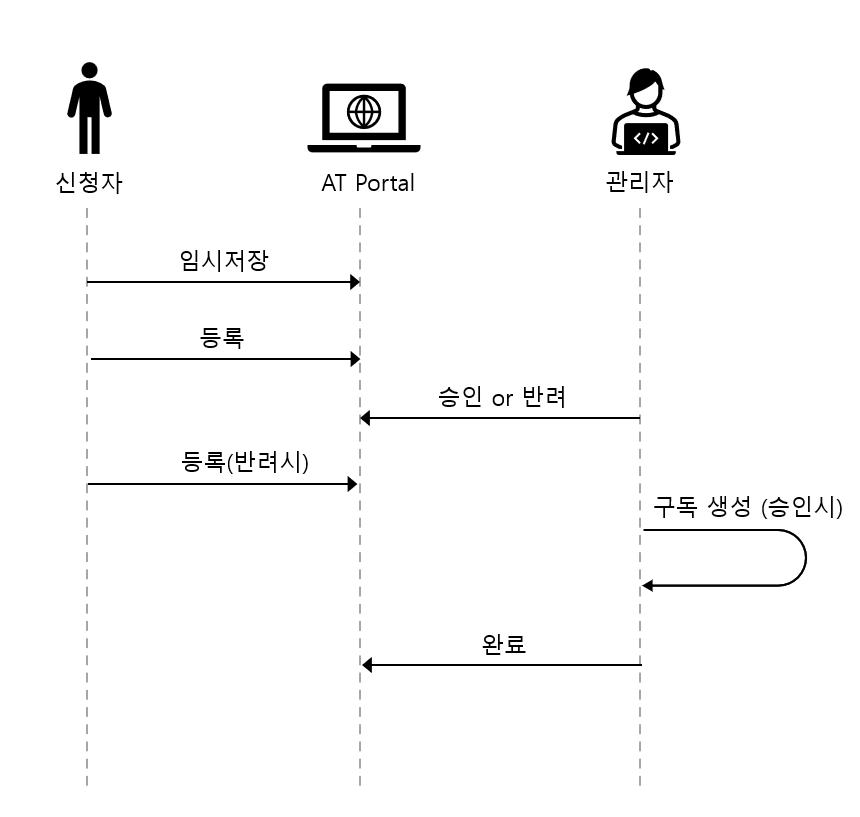 신청자
AT Portal
관리자
임시저장
등록
승인 or 반려
등록(반려시)
구독 생성 (승인시)
완료